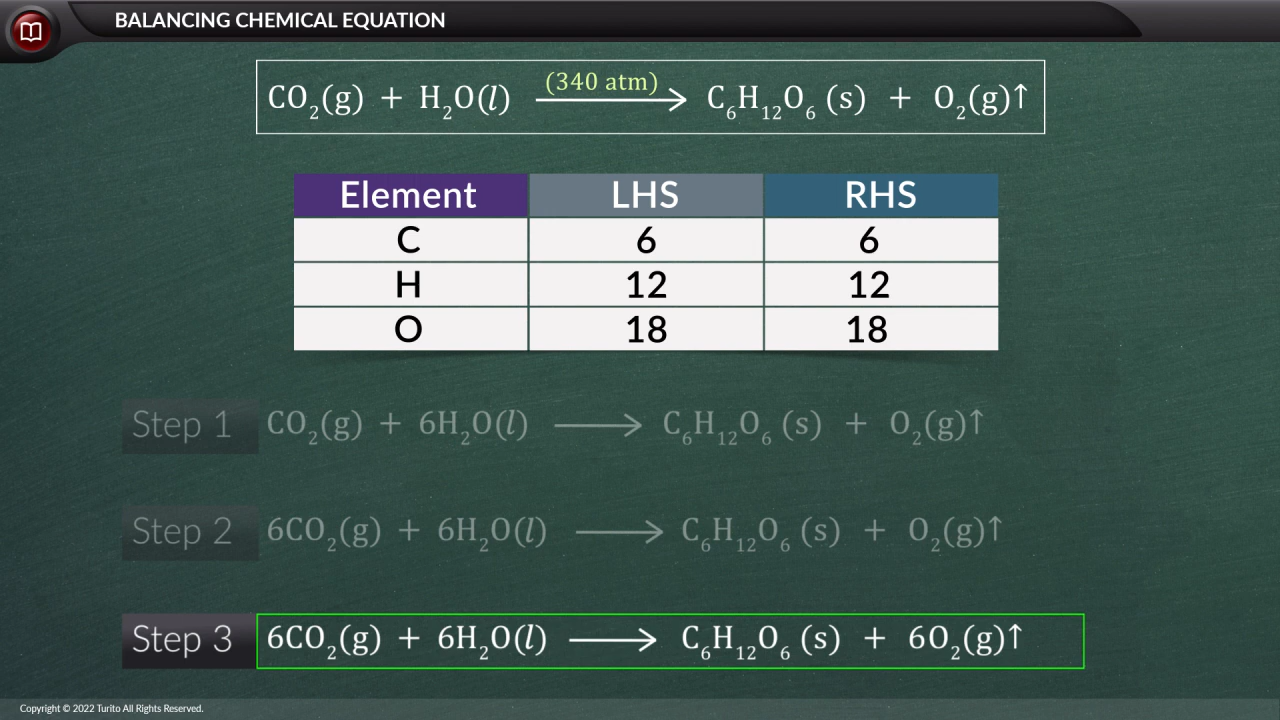 BALANCING CHEMICAL EQUATION
(340 atm)
CO₂(g) + H₂O(l) ⟶ C₆H₁₂O₆ (s) + O₂(g)↑
Element LHS RHS
C 6 6
H 12 12
O 18 18
Step 1 CO₂(g) + 6H₂O(l) ⟶ C₆H₁₂O₆ (s) + O₂(g)↑
Step 2 6CO₂(g) + 6H₂O(l) ⟶ C₆H₁₂O₆ (s) + O₂(g)↑
Step 3 6CO₂(g) + 6H₂O(l) ⟶ C₆H₁₂O₆ (s) + 6O₂(g)↑
Copyright © 2022 Turito All Rights Reserved.